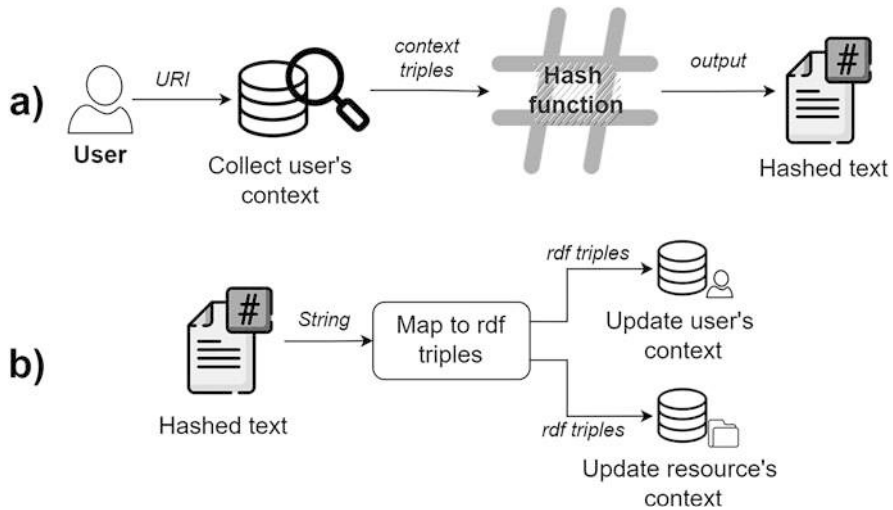 a)
User
URI
Collect user's
context
context
triples
Hash
function
output
#
Hashed text
b)
#
Hashed text
String
Map to rdf
triples
rdf triples
Update user's
context
rdf triples
Update resource's
context